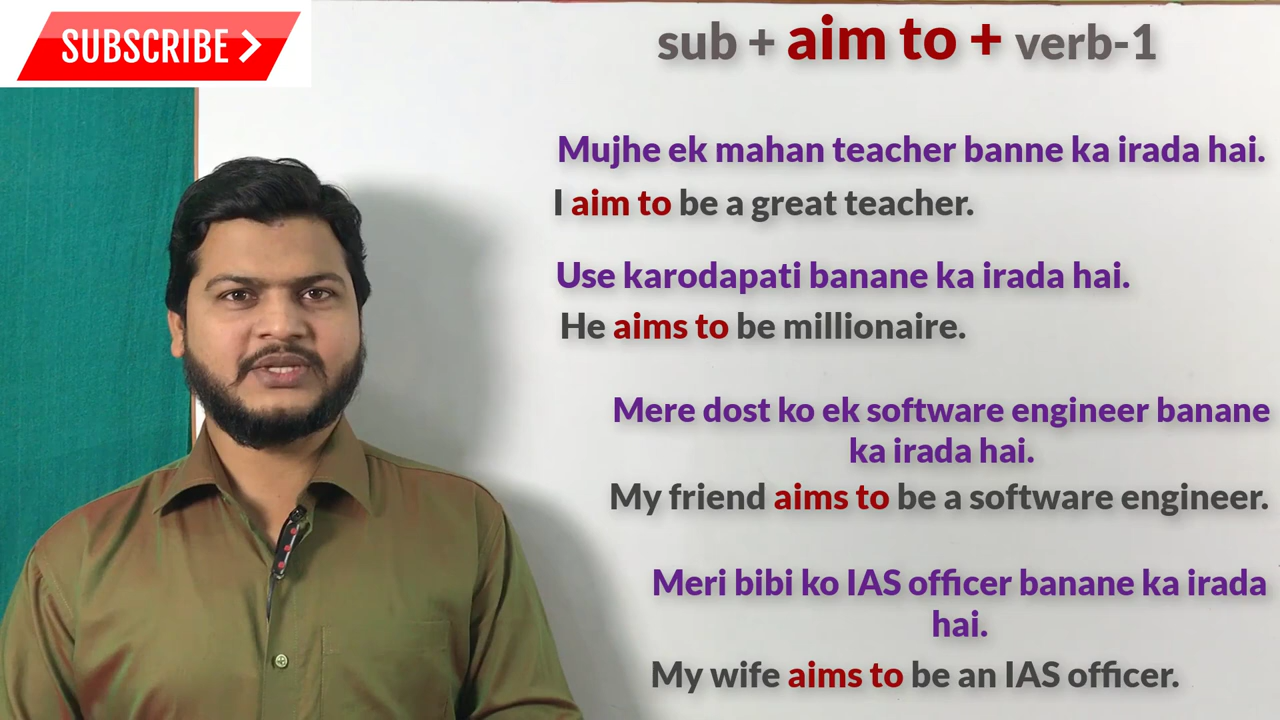 SUBSCRIBE
sub + aim to + verb-1
Mujhe ek mahan teacher banne ka irada hai.
I aim to be a great teacher.
Use karodapati banane ka irada hai.
He aims to be millionaire.
Mere dost ko ek software engineer banane
ka irada hai.
My friend aims to be a software engineer.
Meri bibi ko IAS officer banane ka irada
hai.
My wife aims to be an IAS officer.